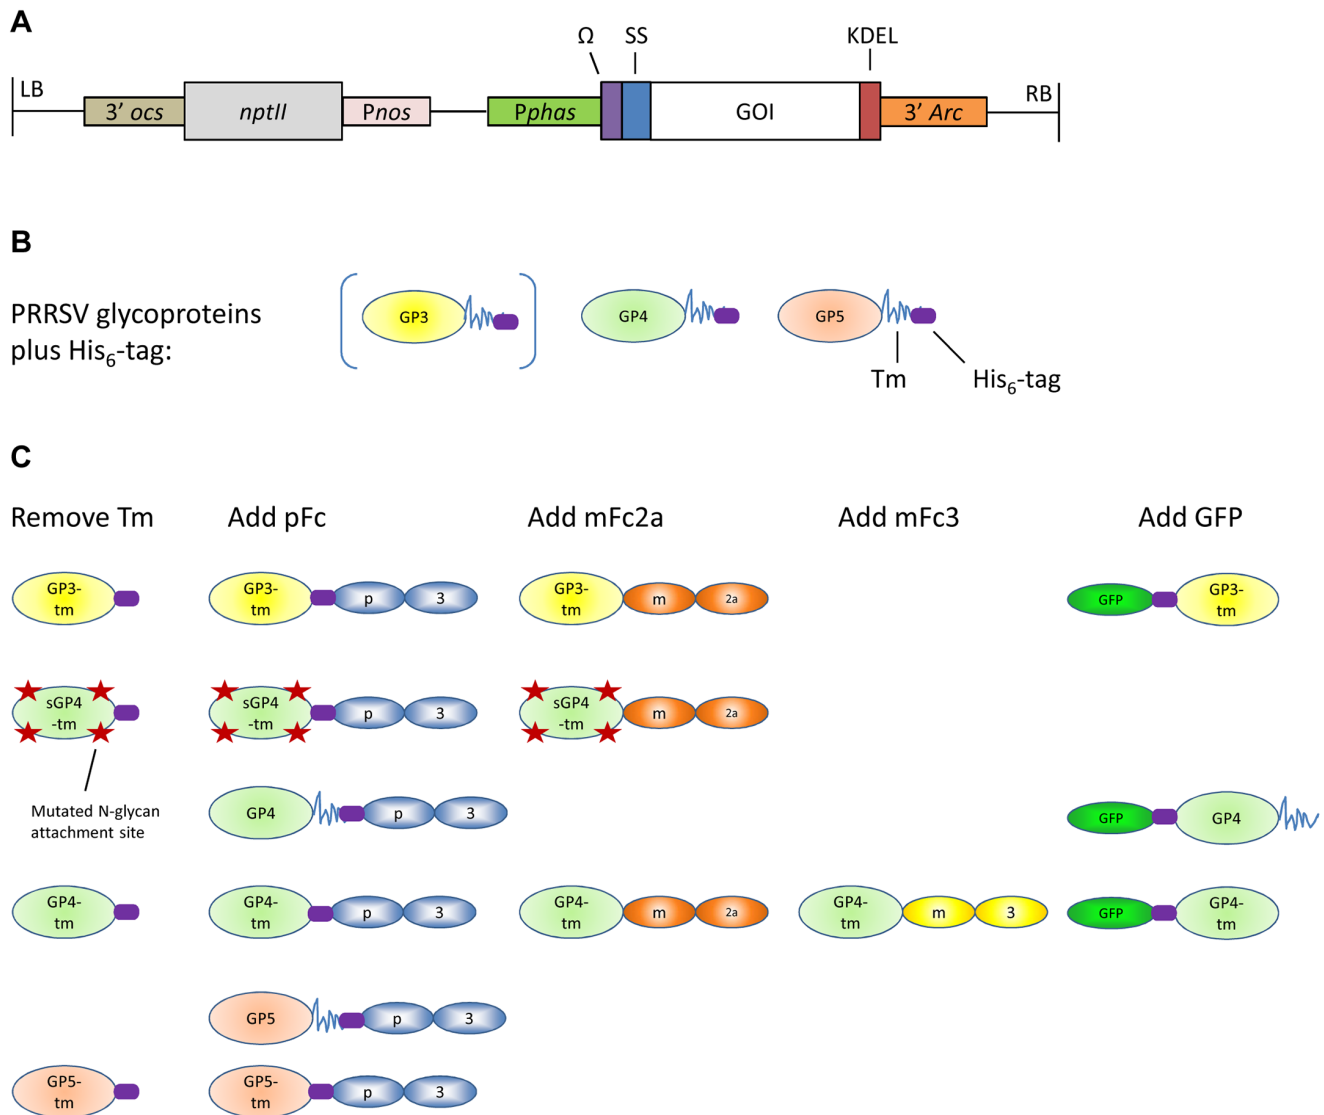 A
Ω SS KDEL
LB 3’ ocs nptII Pnos Pphas GOI 3’ Arc RB
B
PRRSV glycoproteins
plus His6-tag:
GP3 GP4 GP5
Tm His6-tag
C
Remove Tm Add pFc Add mFc2a Add mFc3 Add GFP
GP3-
tm
GP3-
tm p 3
GP3-
tm m 2a
GFP GP3-
tm
sGP4
-tm
sGP4
-tm p 3
sGP4
-tm m 2a
Mutated N-glycan
attachment site
GP4 p 3
GFP GP4
GP4-
tm
GP4-
tm p 3
GP4-
tm m 2a
GP4-
tm m 3
GFP GP4-
tm
GP5 p 3
GP5-
tm
GP5-
tm p 3